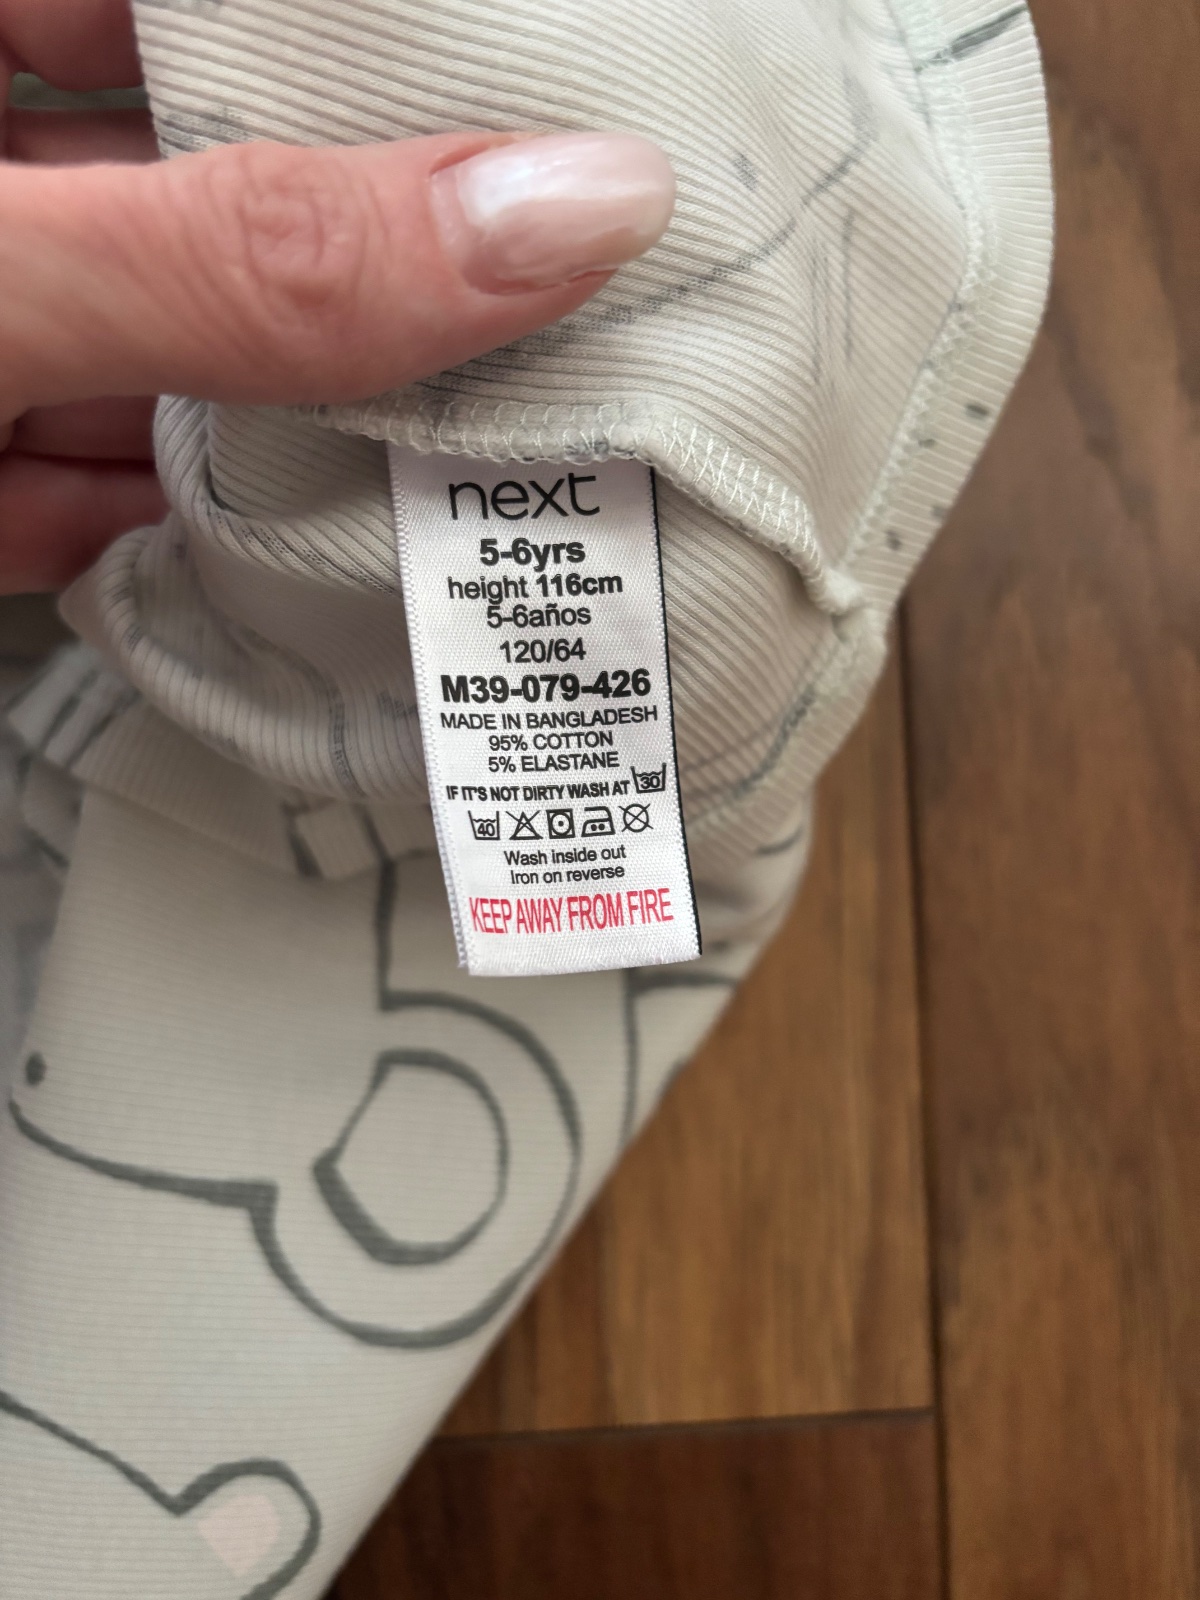 next
5-6yrs
height 116cm
5-6años
120/64
M39-079-426
MADE IN BANGLADESH
95% COTTON
5% ELASTANE
IF IT'S NOT DIRTY WASH AT 30
40
Wash inside out
Iron on reverse
KEEP AWAY FROM FIRE